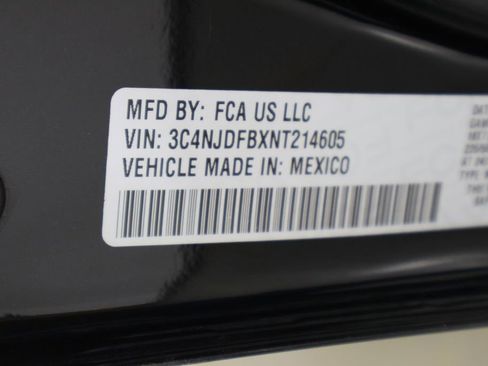 MFD BY: FCA US LLC
VIN: 3C4NJDFBXNT214605
VEHICLE MADE IN: MEXICO